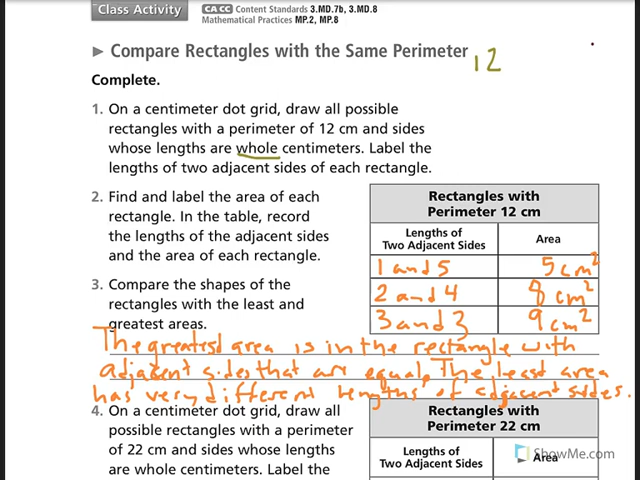 Class Activity
CA CC Content Standards 3.MD.7b, 3.MD.8
Mathematical Practices MP.2, MP.8
▶ Compare Rectangles with the Same Perimeter 12
Complete.
1. On a centimeter dot grid, draw all possible
rectangles with a perimeter of 12 cm and sides
whose lengths are whole centimeters. Label the
lengths of two adjacent sides of each rectangle.
2. Find and label the area of each
rectangle. In the table, record
the lengths of the adjacent sides
and the area of each rectangle.
Rectangles with
Perimeter 12 cm
Lengths of
Two Adjacent Sides
Area
1 and 5 5 cm²
2 and 4 8 cm²
3 and 3 9 cm²
3. Compare the shapes of the
rectangles with the least and
greatest areas.
The greatest area is in the rectangle with
adjacent sides that are equal. The least area
has very different lengths of adjacent sides.
4. On a centimeter dot grid, draw all
possible rectangles with a perimeter
of 22 cm and sides whose lengths
are whole centimeters. Label the
Rectangles with
Perimeter 22 cm
Lengths of
Two Adjacent Sides
Area
ShowMe.com